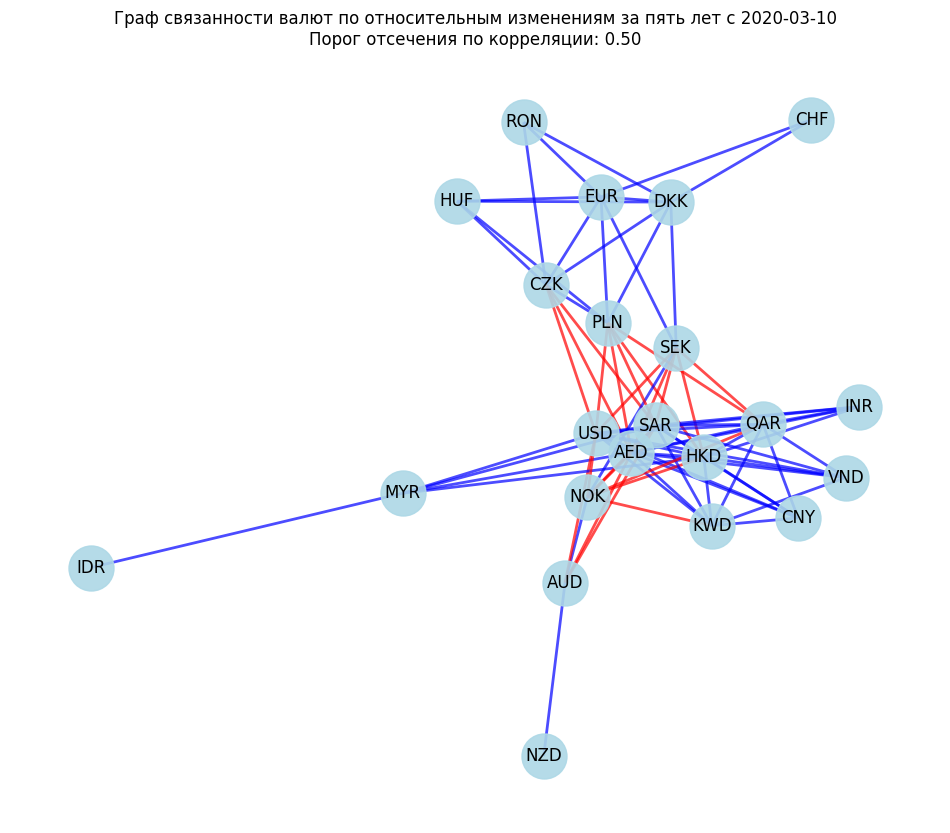 Граф связанности валют по относительным изменениям за пять лет с 2020-03-10
Порог отсечения по корреляции: 0.50
RON
CHF
HUF
EUR
DKK
CZK
PLN
SEK
INR
USD
SAR
QAR
AED
HKD
VND
MYR
NOK
KWD
CNY
IDR
AUD
NZD